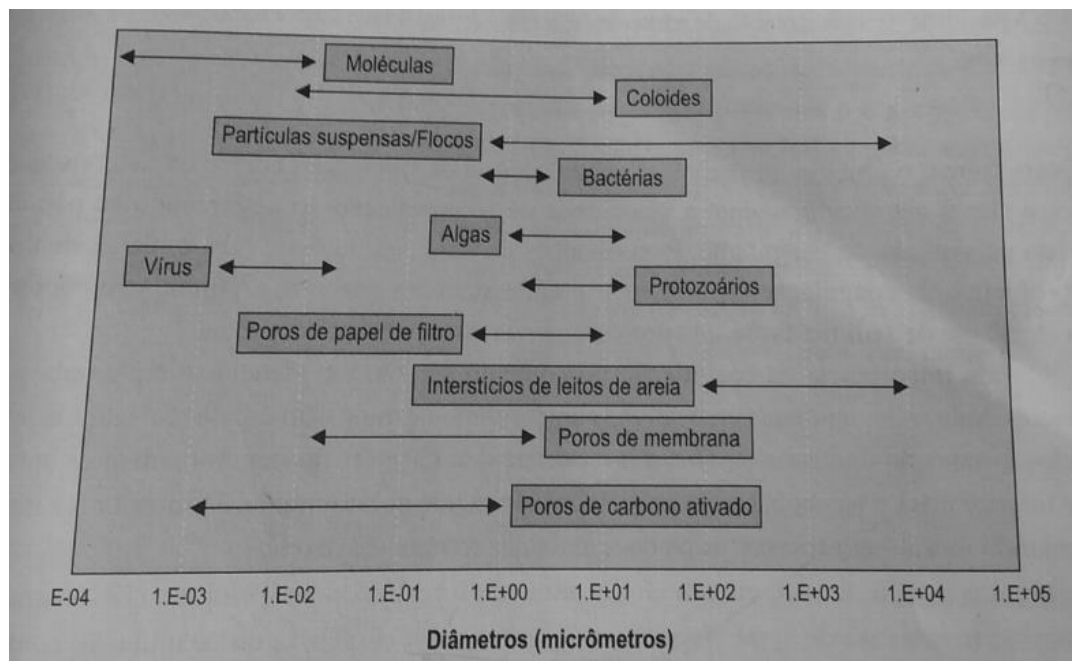 Moléculas
Coloides
Partículas suspensas/Flocos
Bactérias
Algas
Vírus
Protozoários
Poros de papel de filtro
Interstícios de leitos de areia
Poros de membrana
Poros de carbono ativado
.E-04 1.E-03 1.E-02 1.E-01 1.E+00 1.E+01 1.E+02 1.E+03 1.E+04 1.E+05
Diâmetros (micrômetros)